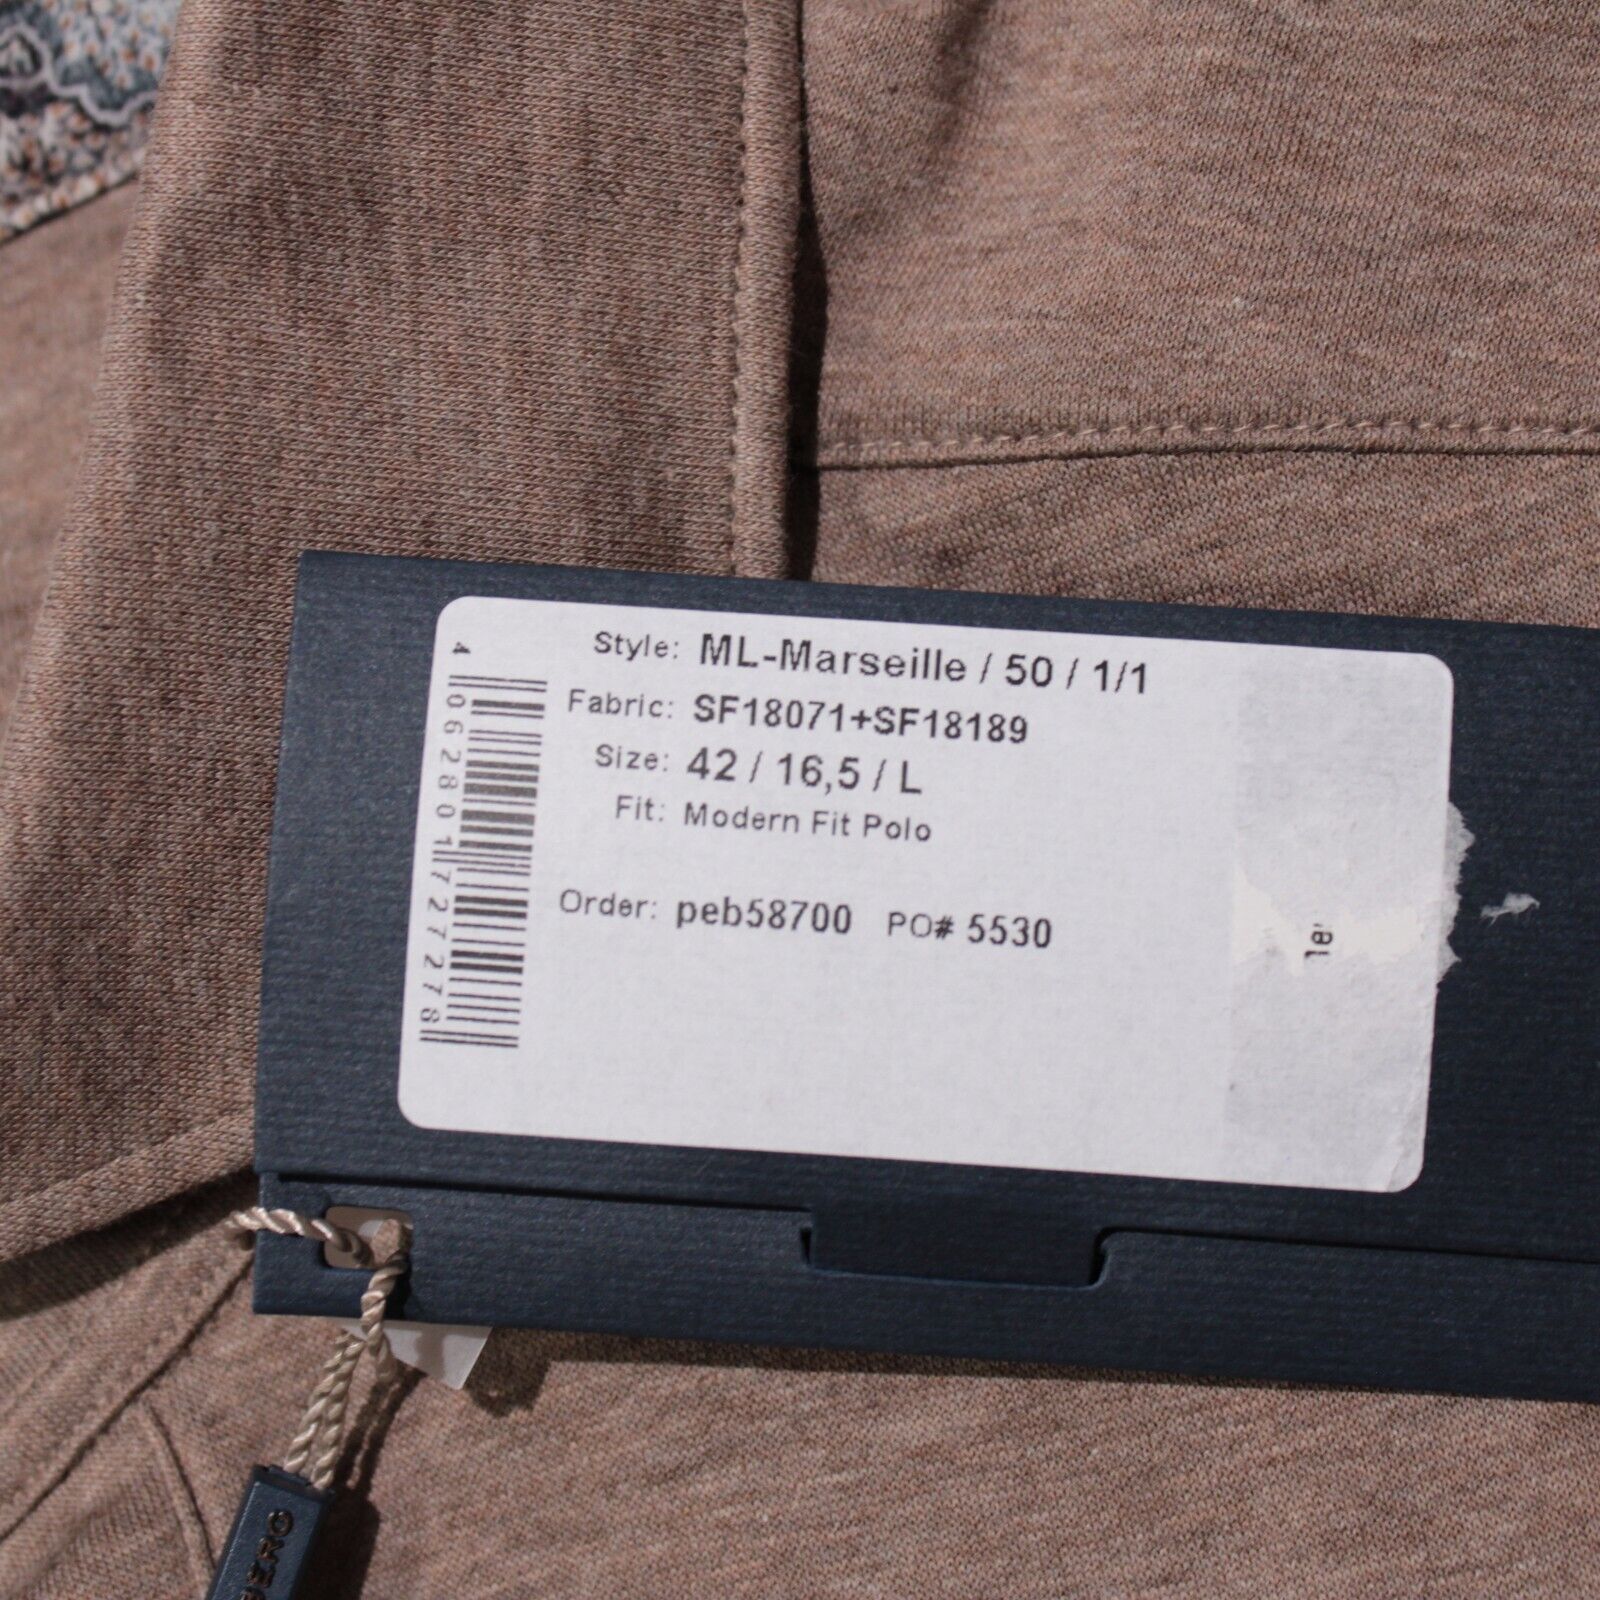 Style: ML-Marseille / 50 / 1/1
Fabric: SF18071+SF18189
Size: 42 / 16,5 / L
Fit: Modern Fit Polo
Order: peb58700 PO# 5530
4 062801 727278